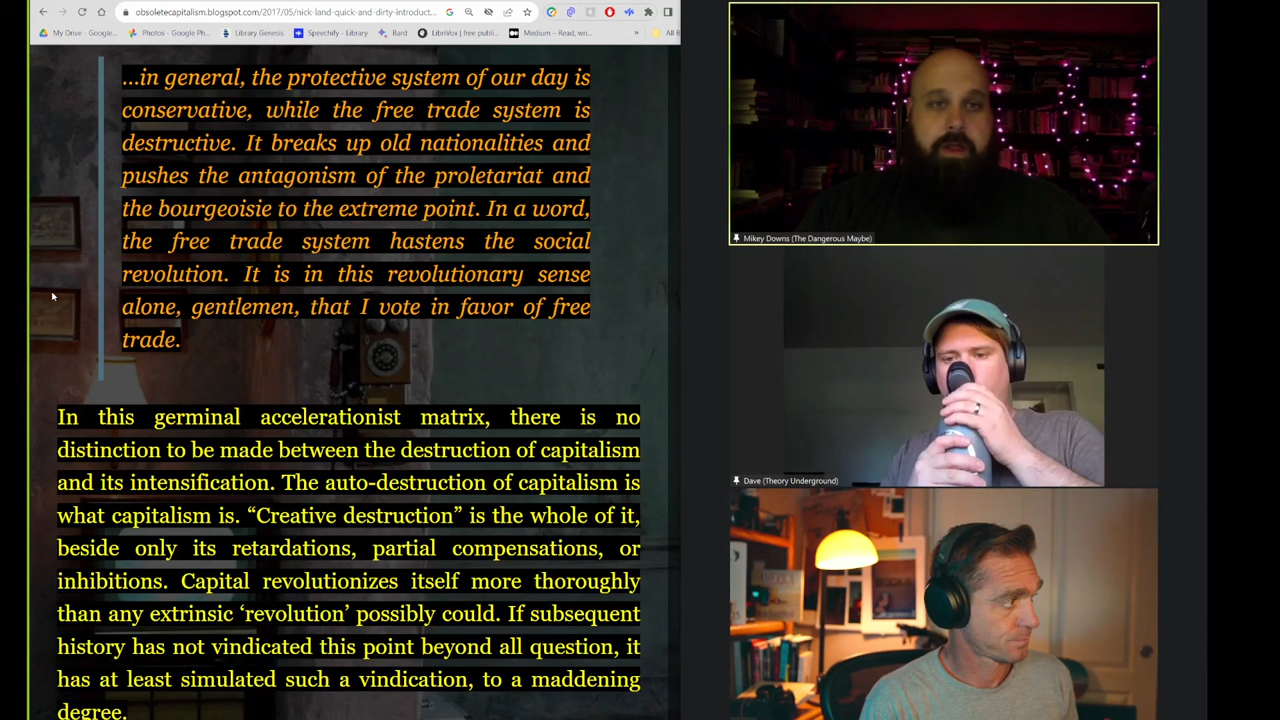 obsoletecapitalism.blogspot.com/2017/05/nick-land-quick-and-dirty-introduct...
My Drive - Google... Photos - Google Ph... Library Genesis Speechify - Library Bard LibriVox | free publi... Medium – Read, wri... » All B
...in general, the protective system of our day is
conservative, while the free trade system is
destructive. It breaks up old nationalities and
pushes the antagonism of the proletariat and
the bourgeoisie to the extreme point. In a word,
the free trade system hastens the social
revolution. It is in this revolutionary sense
alone, gentlemen, that I vote in favor of free
trade.
In this germinal accelerationist matrix, there is no
distinction to be made between the destruction of capitalism
and its intensification. The auto-destruction of capitalism is
what capitalism is. “Creative destruction” is the whole of it,
beside only its retardations, partial compensations, or
inhibitions. Capital revolutionizes itself more thoroughly
than any extrinsic ‘revolution’ possibly could. If subsequent
history has not vindicated this point beyond all question, it
has at least simulated such a vindication, to a maddening
degree.
Mikey Downs (The Dangerous Maybe)
Dave (Theory Underground)